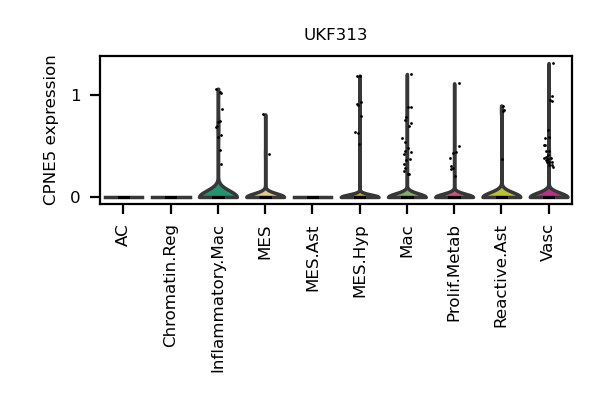 UKF313
CPNE5 expression
1
0
AC
Chromatin.Reg
Inflammatory.Mac
MES
MES.Ast
MES.Hyp
Mac
Prolif.Metab
Reactive.Ast
Vasc